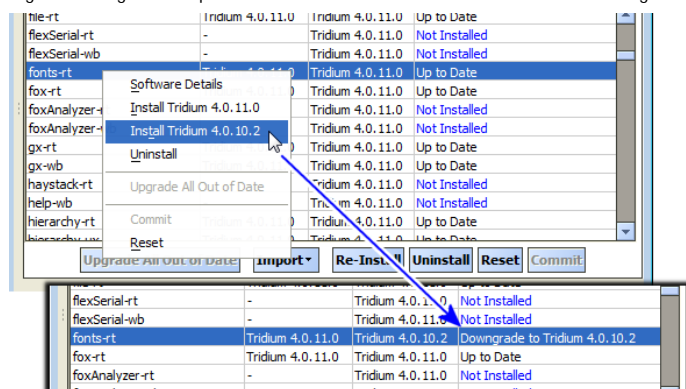 file-rt Tridium 4.0.11.0 Tridium 4.0.11.0 Up to Date
flexSerial-rt - Tridium 4.0.11.0 Not Installed
flexSerial-wb - Tridium 4.0.11.0 Not Installed
fonts-rt Tridium 4.0.11.0 Up to Date
fox-rt Tridium 4.0.11.0 Up to Date
foxAnalyzer- Tridium 4.0.11.0 Not Installed
foxAnalyzer- Tridium 4.0.11.0 Not Installed
gx-rt Tridium 4.0.11.0 Up to Date
gx-wb Tridium 4.0.11.0 Up to Date
haystack-rt Tridium 4.0.11.0 Not Installed
help-wb Tridium 4.0.11.0 Not Installed
hierarchy-rt Tridium 4.0.11.0 Up to Date
Tridium 4.0.11.0 Up to Date
Software Details
Install Tridium 4.0.11.0
Install Tridium 4.0.10.2
Uninstall
Upgrade All Out of Date
Commit
Reset
Upgrade All Out of Date Import Re-Install Uninstall Reset Commit
flexSerial-rt - Tridium 4.0.11.0 Not Installed
flexSerial-wb - Tridium 4.0.11.0 Not Installed
fonts-rt Tridium 4.0.11.0 Tridium 4.0.10.2 Downgrade to Tridium 4.0.10.2
fox-rt Tridium 4.0.11.0 Tridium 4.0.11.0 Up to Date
foxAnalyzer-rt - Tridium 4.0.11.0 Not Installed